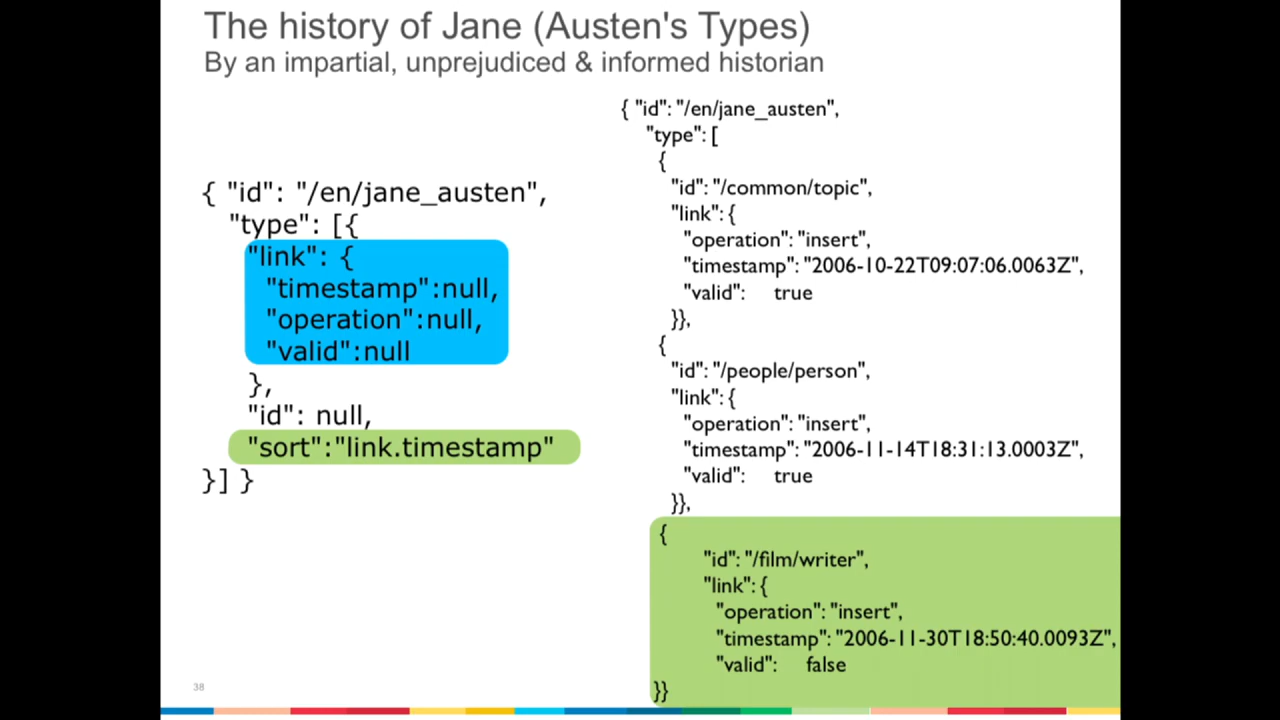 The history of Jane (Austen's Types)
By an impartial, unprejudiced & informed historian
{ "id": "/en/jane_austen",
"type": [{
"link": {
"timestamp":null,
"operation":null,
"valid":null
},
"id": null,
"sort":"link.timestamp"
}] }
{ "id": "/en/jane_austen",
"type": [
{
"id": "/common/topic",
"link": {
"operation": "insert",
"timestamp": "2006-10-22T09:07:06.0063Z",
"valid": true
}},
{
"id": "/people/person",
"link": {
"operation": "insert",
"timestamp": "2006-11-14T18:31:13.0003Z",
"valid": true
}},
{
"id": "/film/writer",
"link": {
"operation": "insert",
"timestamp": "2006-11-30T18:50:40.0093Z",
"valid": false
}}
38